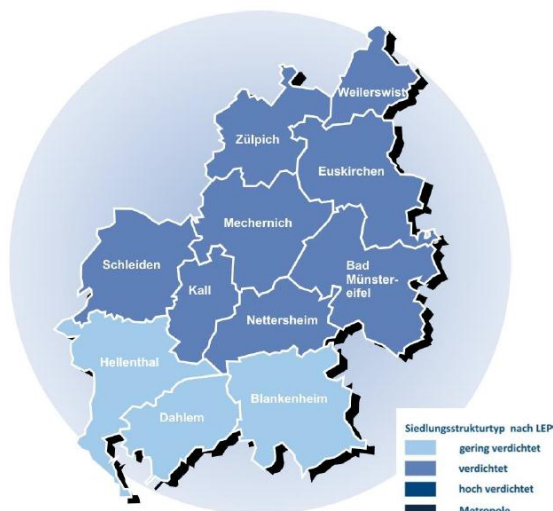 Weilerswist
Zülpich
Euskirchen
Mechernich
Schleiden
Bad
Münster-
eifel
Kall
Nettersheim
Hellenthal
Blankenheim
Dahlem
Siedlungsstrukturtyp nach LEP
gering verdichtet
verdichtet
hoch verdichtet
Metropole